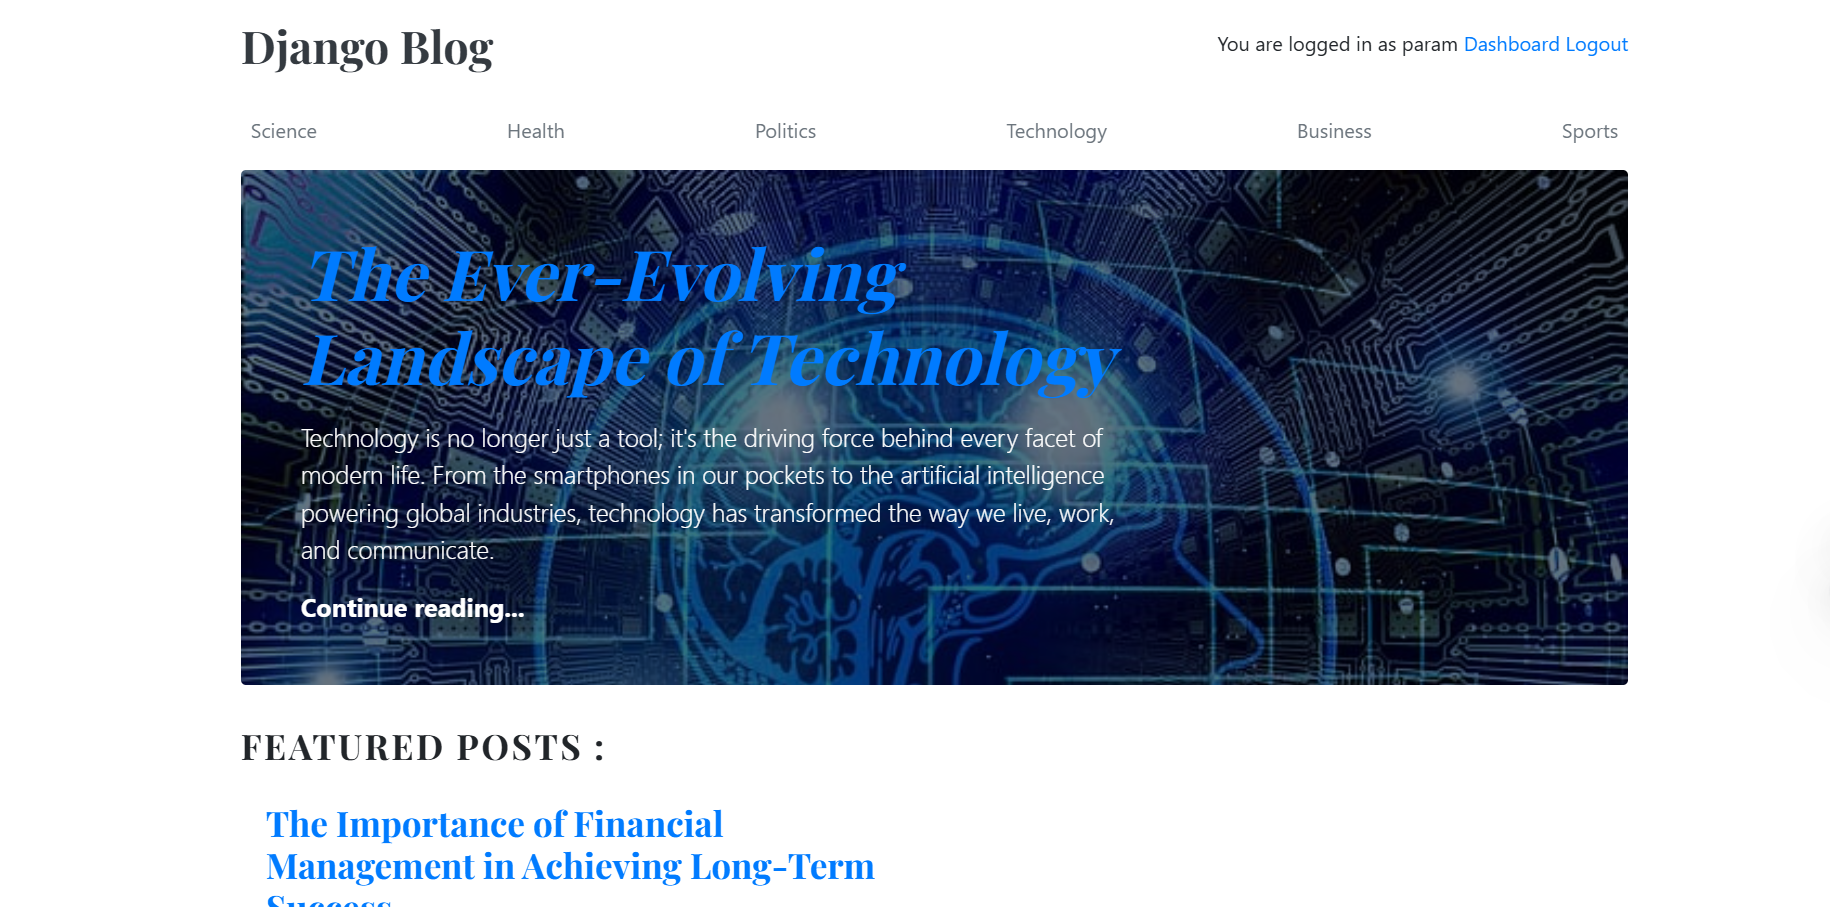 Django Blog
You are logged in as param Dashboard Logout
Science Health Politics Technology Business Sports
The Ever-Evolving
Landscape of Technology
Technology is no longer just a tool; it's the driving force behind every facet of
modern life. From the smartphones in our pockets to the artificial intelligence
powering global industries, technology has transformed the way we live, work,
and communicate.
Continue reading...
FEATURED POSTS :
The Importance of Financial
Management in Achieving Long-Term
Success